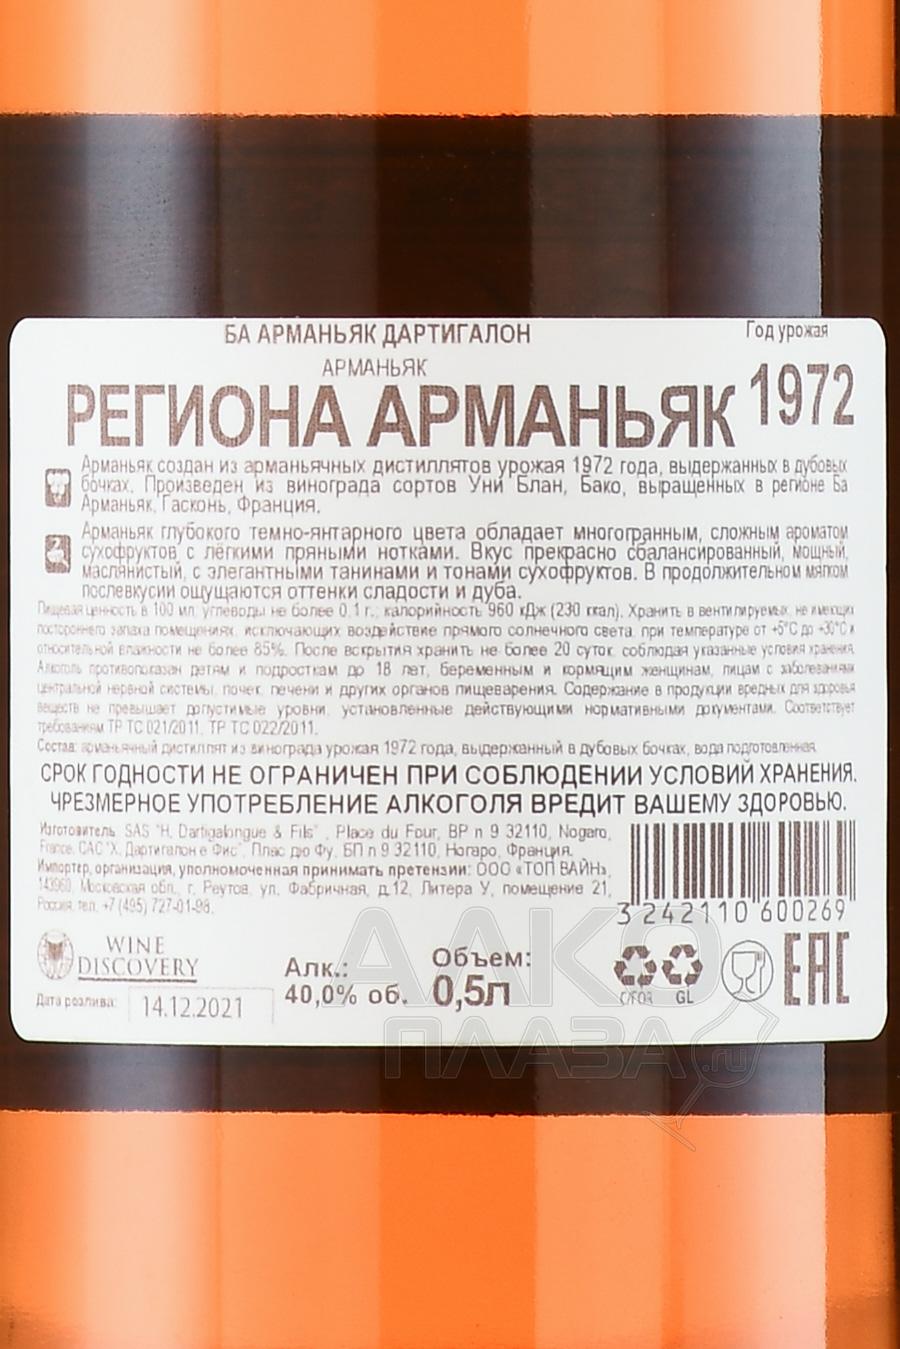 БА АРМАНЬЯК ДАРТИГАЛОН
Год урожая
АРМАНЬЯК
РЕГИОНА АРМАНЬЯК 1972
Арманьяк создан из арманьячных дистиллятов урожая 1972 года, выдержанных в дубовых
бочках. Произведен из винограда сортов Уни Блан, Бако, выращенных в регионе Ба
Арманьяк, Гасконь, Франция.
Арманьяк глубокого темно-янтарного цвета обладает многогранным, сложным ароматом
сухофруктов с лёгкими пряными нотками. Вкус прекрасно сбалансированный, мощный,
маслянистый, с элегантными танинами и тонами сухофруктов. В продолжительном мягком
послевкусии ощущаются оттенки сладости и дуба.
Пищевая ценность в 100 мл: углеводы не более 0,1 г., калорийность 960 кДж (230 ккал). Хранить в вентилируемых, не имеющих
постороннего запаха помещениях, исключающих воздействие прямого солнечного света, при температуре от +5°С до +30°С и
относительной влажности не более 85%. После вскрытия хранить не более 20 суток, соблюдая указанные условия хранения.
Алкоголь противопоказан детям и подросткам до 18 лет, беременным и кормящим женщинам, лицам с заболеваниями
центральной нервной системы, почек, печени и других органов пищеварения. Содержание в продукции вредных для здоровья
веществ не превышает допустимые уровни, установленные действующими нормативными документами. Соответствует
требованиям ТР ТС 021/2011, ТР ТС 022/2011.
Состав: арманьячный дистиллят из винограда урожая 1972 года, выдержанный в дубовых бочках, вода подготовленная.
СРОК ГОДНОСТИ НЕ ОГРАНИЧЕН ПРИ СОБЛЮДЕНИИ УСЛОВИЙ ХРАНЕНИЯ.
ЧРЕЗМЕРНОЕ УПОТРЕБЛЕНИЕ АЛКОГОЛЯ ВРЕДИТ ВАШЕМУ ЗДОРОВЬЮ.
Изготовитель: SAS "H. Dartigalongue & Fils", Place du Four, BP n 9 32110, Nogaro,
France. САС "Х. Дартигалон е Фис", Плас дю Фу, БП n 9 32110, Ногаро, Франция.
Импортер, организация, уполномоченная принимать претензии: ООО «ТОП ВАЙН»,
143960, Московская обл., г. Реутов, ул. Фабричная, д.12, Литера У, помещение 21,
Россия, тел. +7 (495) 727-01-98.
3 242110 600269
WINE
DISCOVERY
Алк.:
40,0% об.
Объем:
0,5л
C/FOR
GL
EAC
Дата розлива:
14.12.2021
АЛКО
ПЛАЗА.ru